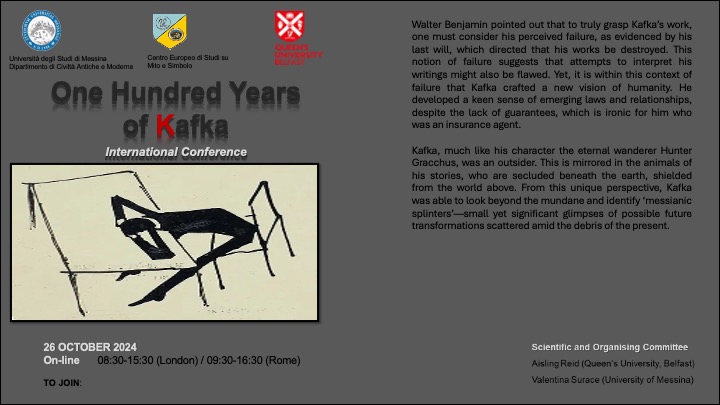 Università degli Studi di Messina
Dipartimento di Civiltà Antiche e Moderne
Centro Europeo di Studi su
Mito e Simbolo
QUEEN'S
UNIVERSITY
BELFAST
One Hundred Years
of Kafka
International Conference
26 OCTOBER 2024
On-line 08:30-15:30 (London) / 09:30-16:30 (Rome)
TO JOIN:
Walter Benjamin pointed out that to truly grasp Kafka's work,
one must consider his perceived failure, as evidenced by his
last will, which directed that his works be destroyed. This
notion of failure suggests that attempts to interpret his
writings might also be flawed. Yet, it is within this context of
failure that Kafka crafted a new vision of humanity. He
developed a keen sense of emerging laws and relationships,
despite the lack of guarantees, which is ironic for him who
was an insurance agent.
Kafka, much like his character the eternal wanderer Hunter
Gracchus, was an outsider. This is mirrored in the animals of
his stories, who are secluded beneath the earth, shielded
from the world above. From this unique perspective, Kafka
was able to look beyond the mundane and identify 'messianic
splinters'—small yet significant glimpses of possible future
transformations scattered amid the debris of the present.
Scientific and Organising Committee
Aisling Reid (Queen's University, Belfast)
Valentina Surace (University of Messina)